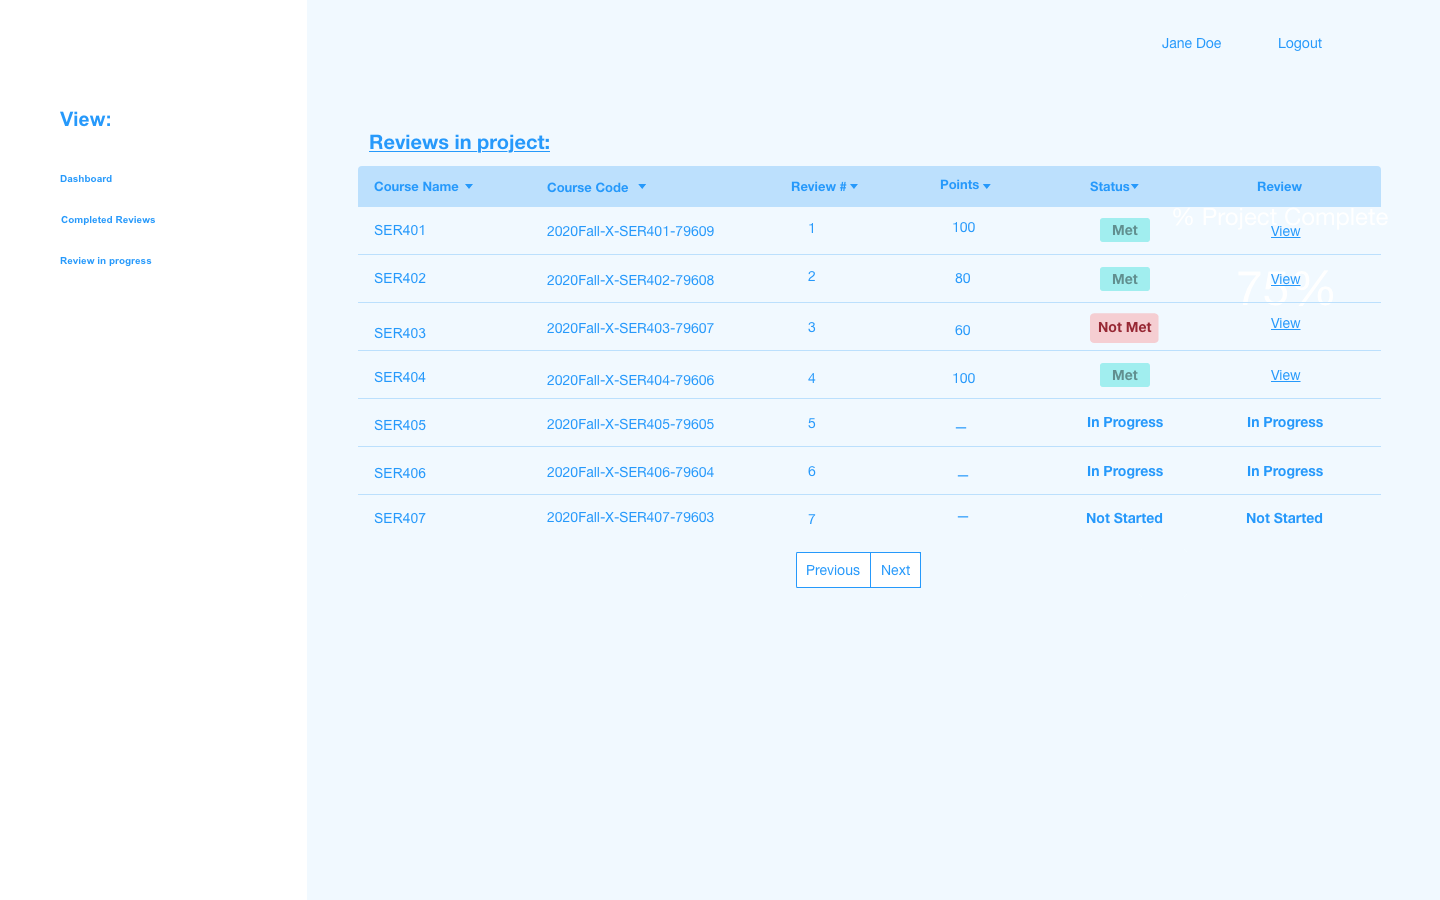 Jane Doe Logout
View:
Dashboard
Completed Reviews
Review in progress
Reviews in project:
Course Name Course Code Review # Points Status Review
% Project Complete
SER401 2020Fall-X-SER401-79609 1 100 Met View
75%
SER402 2020Fall-X-SER402-79608 2 80 Met View
SER403 2020Fall-X-SER403-79607 3 60 Not Met View
SER404 2020Fall-X-SER404-79606 4 100 Met View
SER405 2020Fall-X-SER405-79605 5 — In Progress In Progress
SER406 2020Fall-X-SER406-79604 6 — In Progress In Progress
SER407 2020Fall-X-SER407-79603 7 — Not Started Not Started
Previous Next